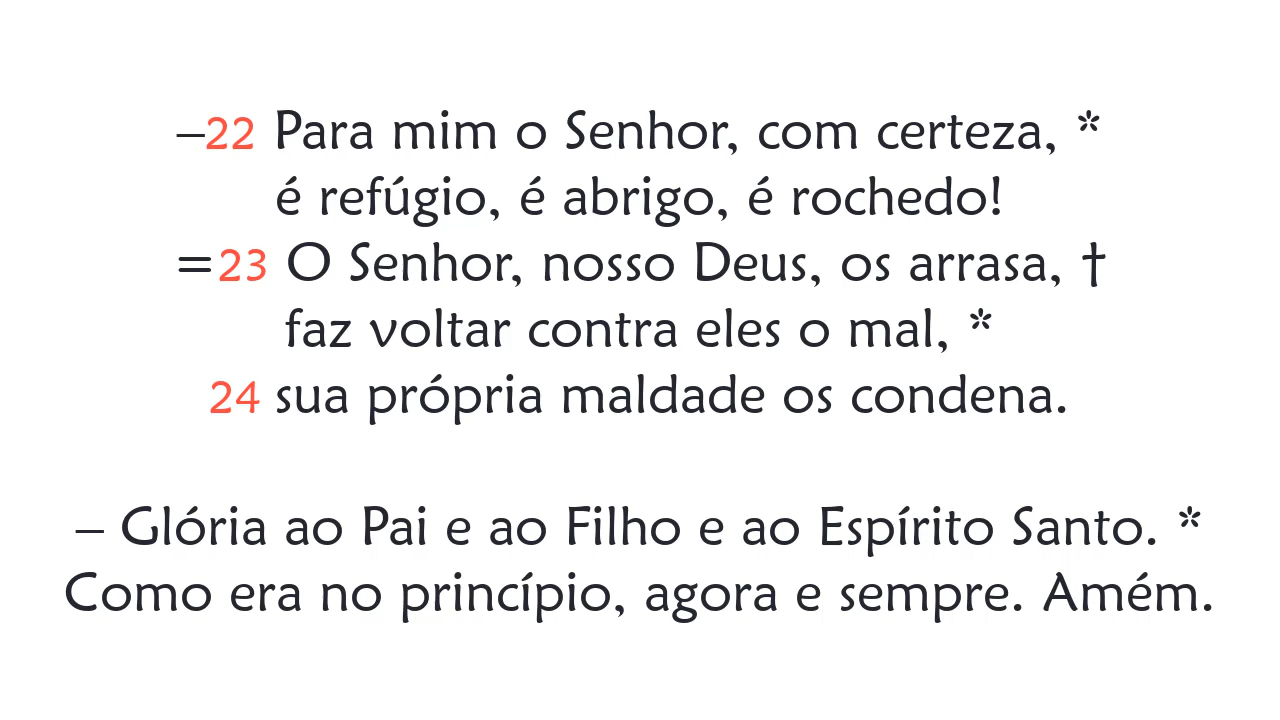 –22 Para mim o Senhor, com certeza, *
é refúgio, é abrigo, é rochedo!
=23 O Senhor, nosso Deus, os arrasa, †
faz voltar contra eles o mal, *
24 sua própria maldade os condena.
– Glória ao Pai e ao Filho e ao Espírito Santo. *
Como era no princípio, agora e sempre. Amém.